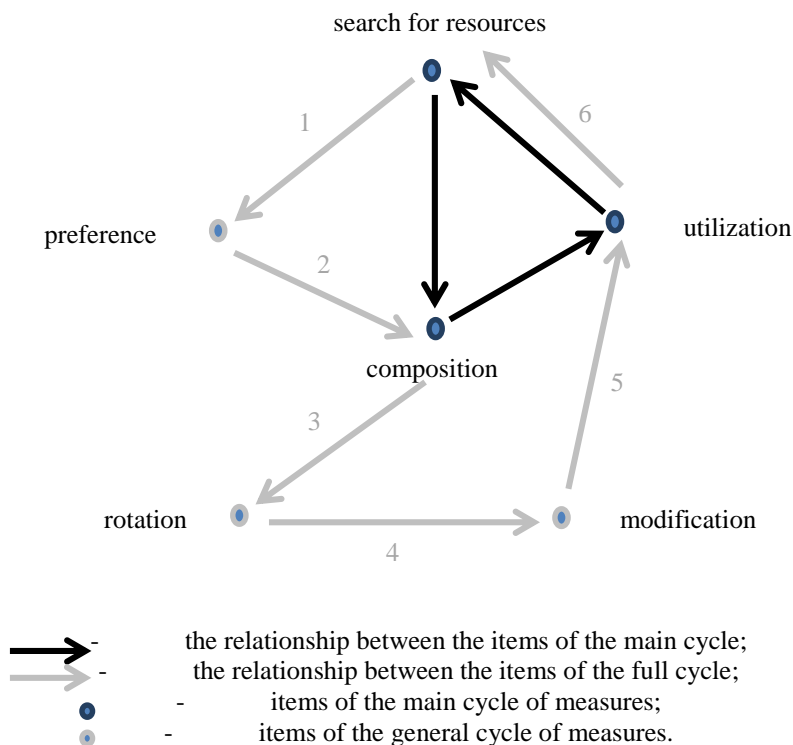 search for resources
6
1
preference
utilization
2
composition
5
3
rotation
modification
4
- the relationship between the items of the main cycle;
- the relationship between the items of the full cycle;
- items of the main cycle of measures;
- items of the general cycle of measures.